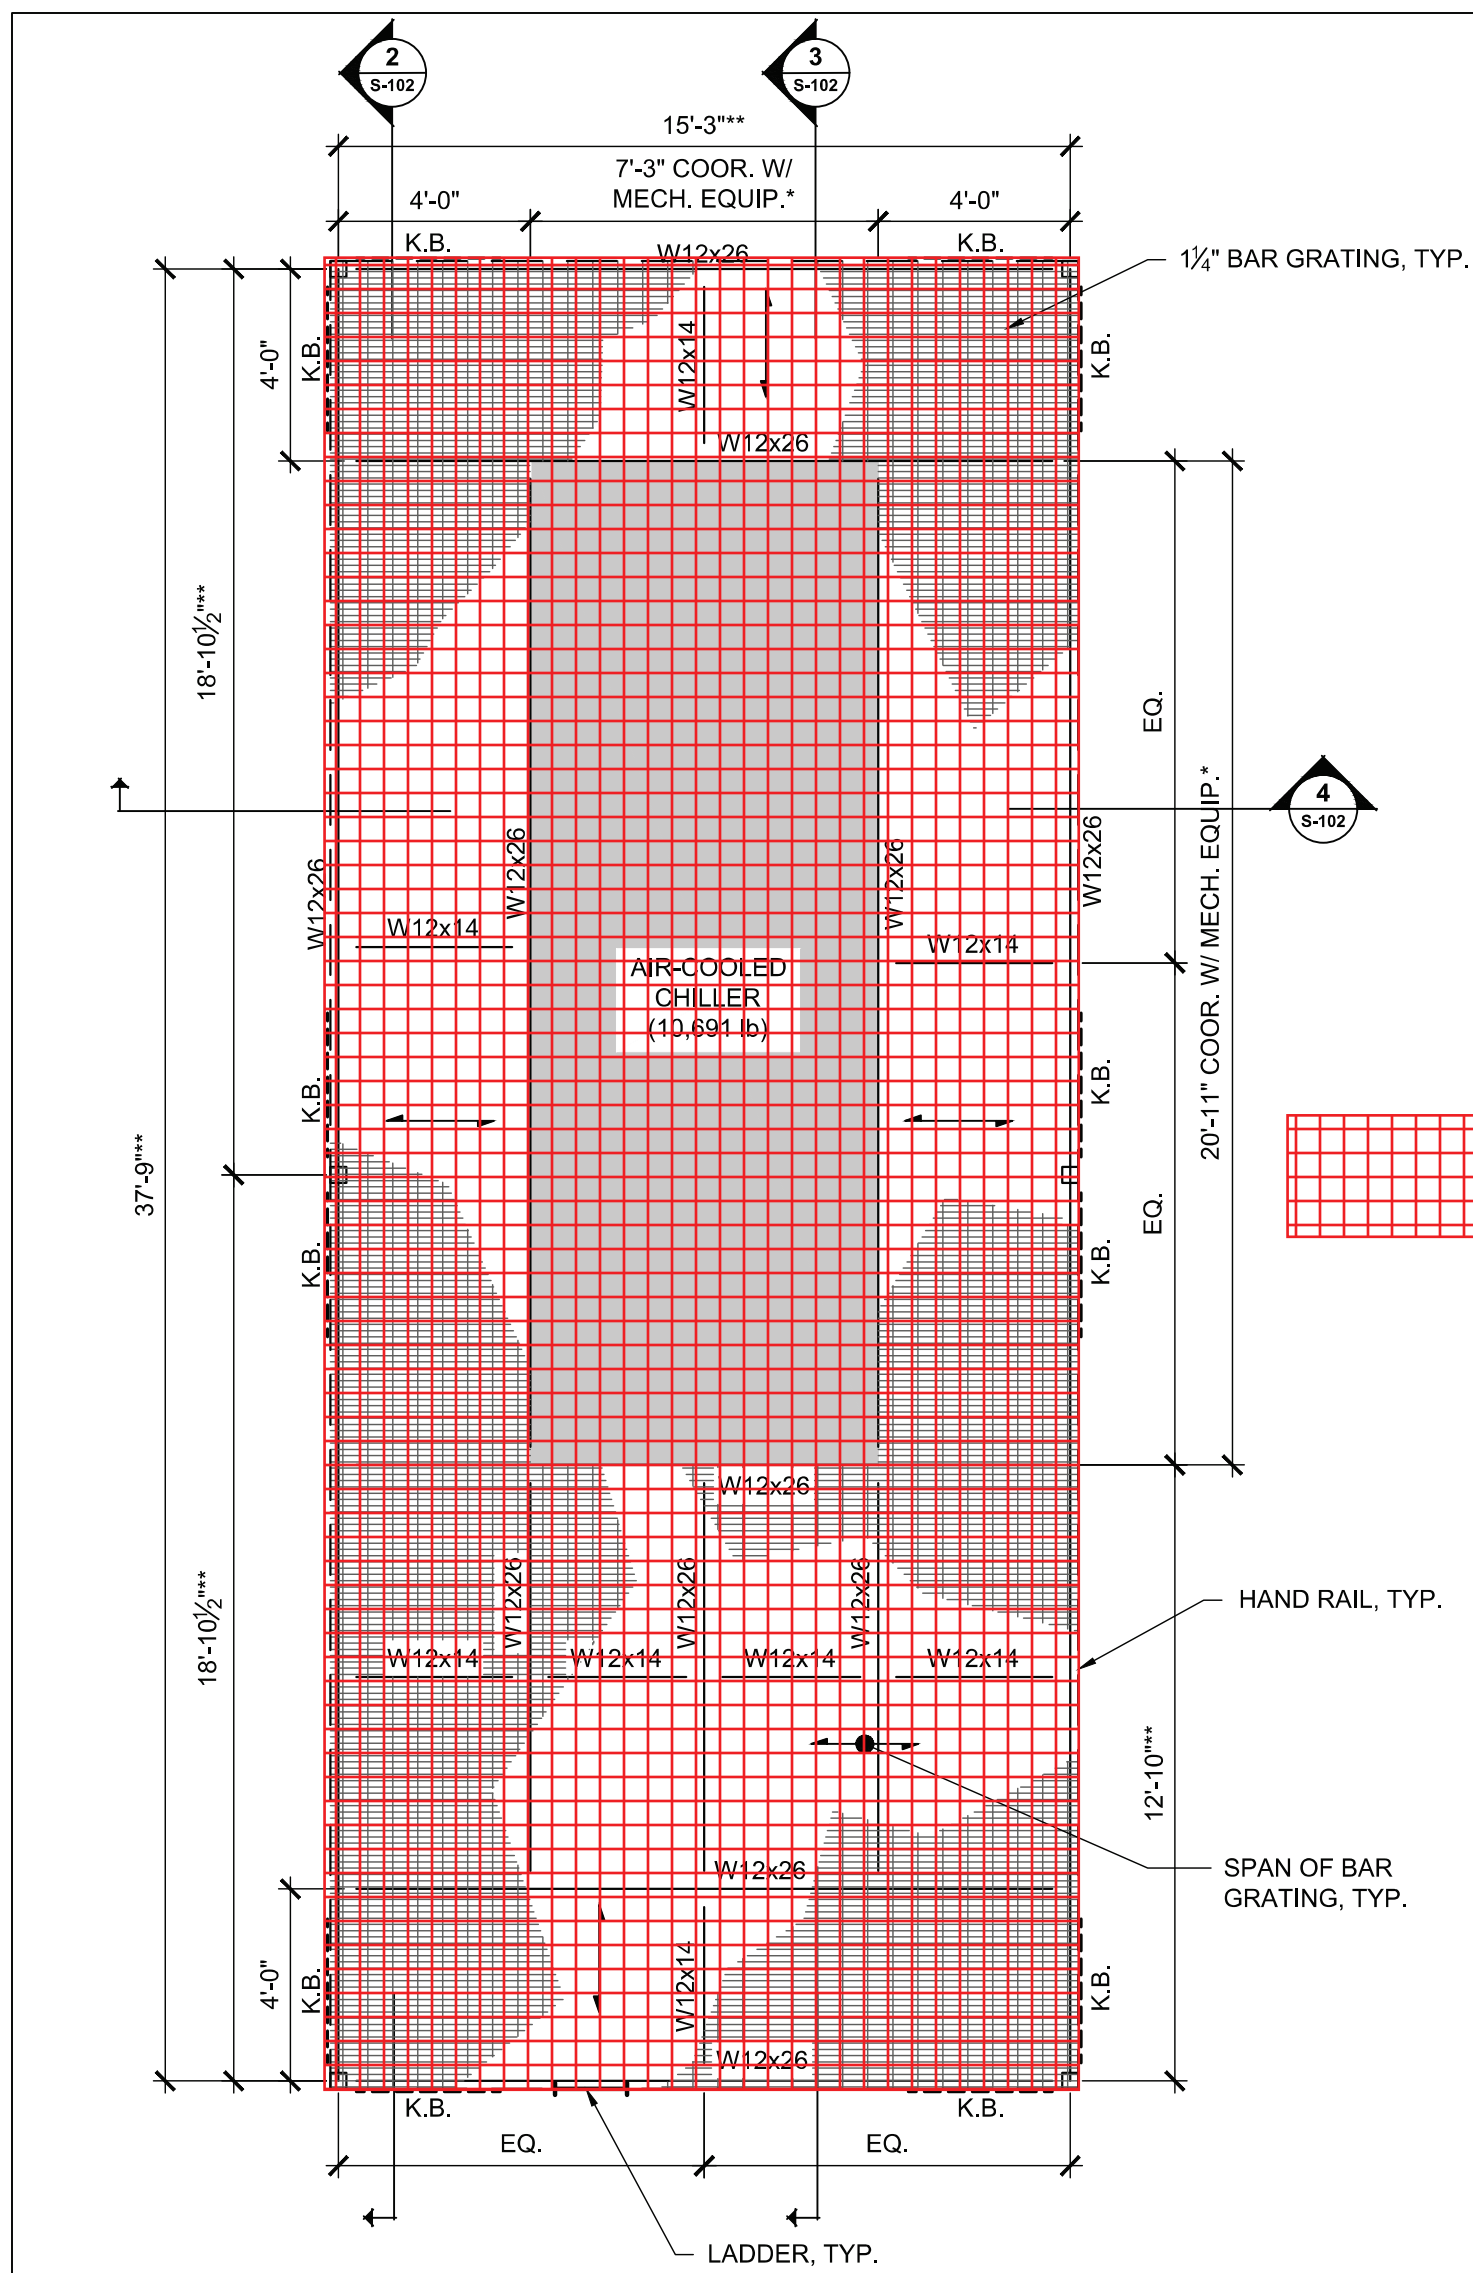 2
S-102
3
S-102
15'-3"**
7'-3" COOR. W/
MECH. EQUIP.*
4'-0"
4'-0"
K.B.
K.B.
W12x26
1¼" BAR GRATING, TYP.
4'-0"
K.B.
W12x14
K.B.
W12x26
18'-10½"**
EQ.
20'-11" COOR. W/ MECH. EQUIP.*
4
S-102
W12x26
W12x26
W12x26
W12x26
W12x14
W12x14
AIR-COOLED
CHILLER
(10,691 lb)
K.B.
K.B.
37'-9"**
EQ.
K.B.
K.B.
W12x26
W12x26
W12x26
W12x26
HAND RAIL, TYP.
18'-10½"**
W12x14
W12x14
W12x14
W12x14
12'-10"**
W12x26
SPAN OF BAR
GRATING, TYP.
4'-0"
K.B.
W12x14
K.B.
W12x26
K.B.
K.B.
EQ.
EQ.
LADDER, TYP.